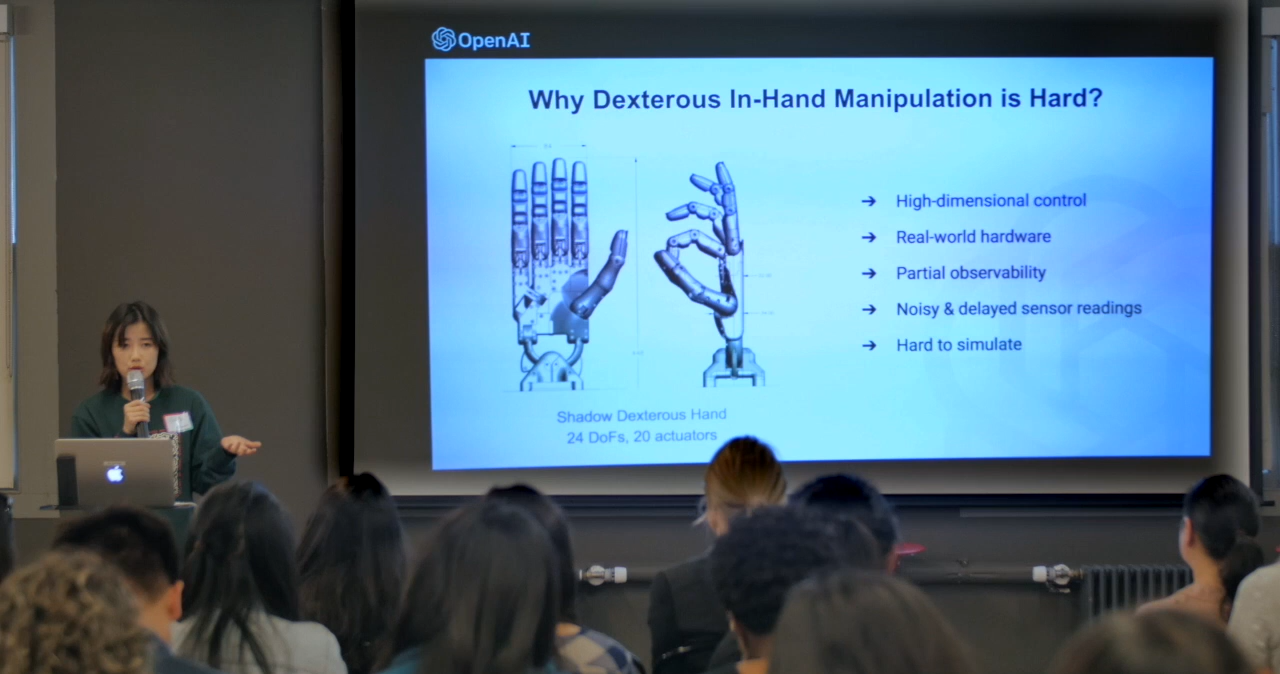 OpenAI
Why Dexterous In-Hand Manipulation is Hard?
➔ High-dimensional control
➔ Real-world hardware
➔ Partial observability
➔ Noisy & delayed sensor readings
➔ Hard to simulate
Shadow Dexterous Hand
24 DoFs, 20 actuators